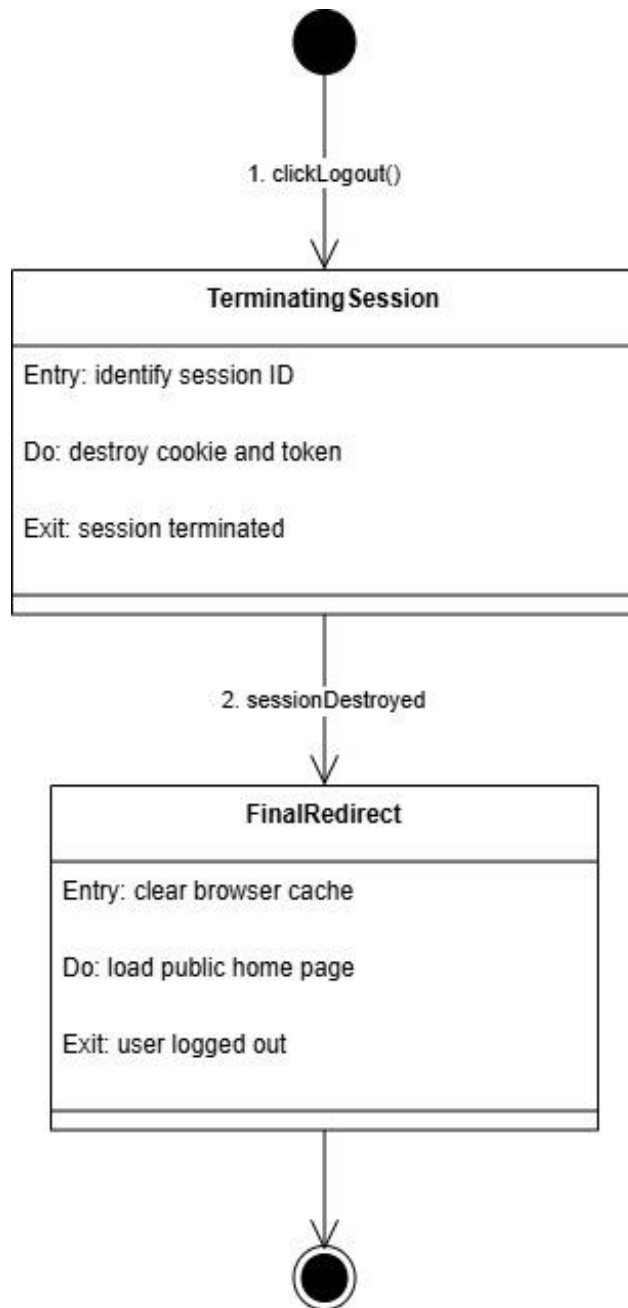 1. clickLogout()
TerminatingSession
Entry: identify session ID
Do: destroy cookie and token
Exit: session terminated
2. sessionDestroyed
FinalRedirect
Entry: clear browser cache
Do: load public home page
Exit: user logged out